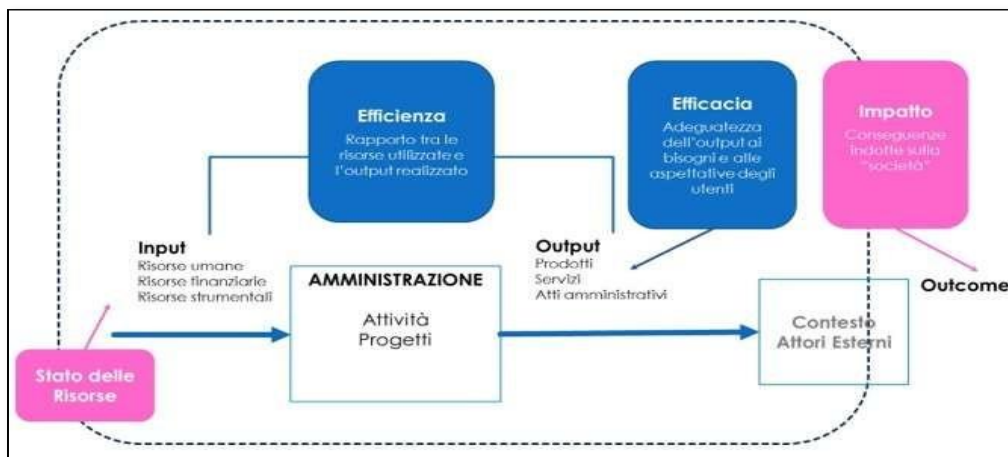 Efficienza
Rapporto tra le
risorse utilizzate e
l'output realizzato
Efficacia
Adeguatezza
dell'output ai
bisogni e alle
aspettative degli
utenti
Impatto
Conseguenze
indotte sulla
"società"
Input
Risorse umane
Risorse finanziarie
Risorse strumentali
AMMINISTRAZIONE
Attività
Progetti
Output
Prodotti
Servizi
Atti amministrativi
Outcome
Contesto
Attori Esterni
Stato delle
Risorse